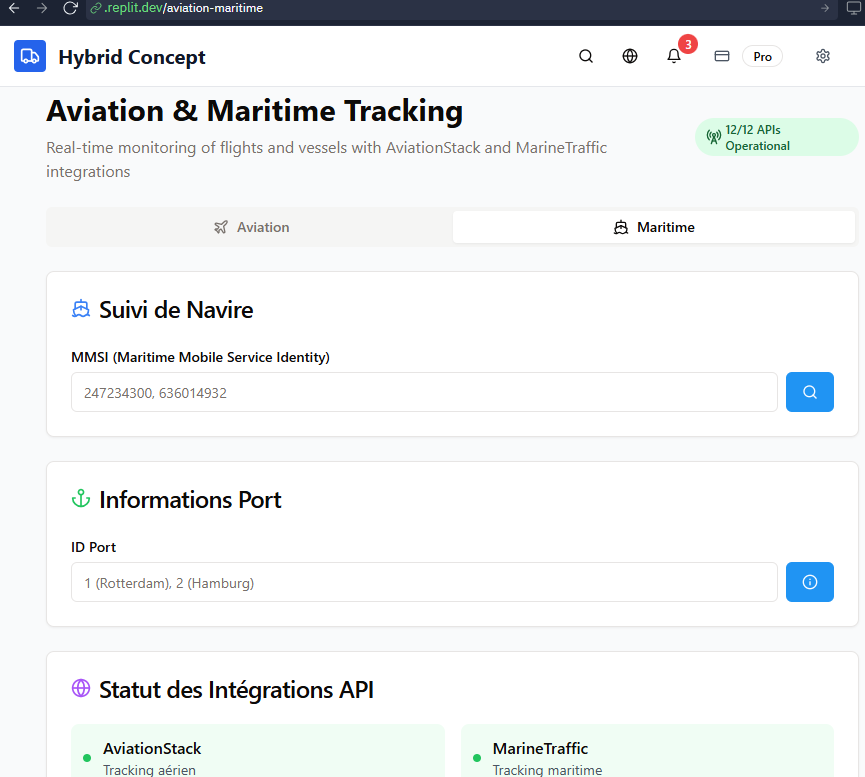 .replit.dev/aviation-maritime
Hybrid Concept
3
Pro
Aviation & Maritime Tracking
Real-time monitoring of flights and vessels with AviationStack and MarineTraffic
integrations
12/12 APIs
Operational
Aviation
Maritime
Suivi de Navire
MMSI (Maritime Mobile Service Identity)
247234300, 636014932
Informations Port
ID Port
1 (Rotterdam), 2 (Hamburg)
Statut des Intégrations API
AviationStack
Tracking aérien
MarineTraffic
Tracking maritime